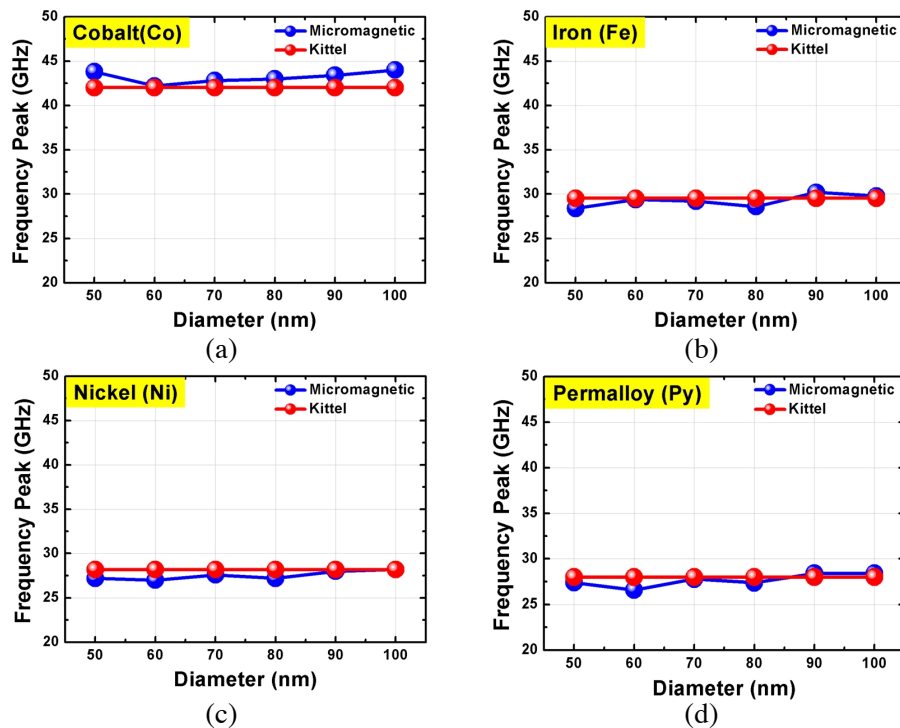 Cobalt(Co)
Micromagnetic
Kittel
Frequency Peak (GHz)
50
45
40
35
30
25
20
50 60 70 80 90 100
Diameter (nm)
(a)
Iron (Fe)
Micromagnetic
Kittel
Frequency Peak (GHz)
50
45
40
35
30
25
20
50 60 70 80 90 100
Diameter (nm)
(b)
Nickel (Ni)
Micromagnetic
Kittel
Frequency Peak (GHz)
50
45
40
35
30
25
20
50 60 70 80 90 100
Diameter (nm)
(c)
Permalloy (Py)
Micromagnetic
Kittel
Frequency Peak (GHz)
50
45
40
35
30
25
20
50 60 70 80 90 100
Diameter (nm)
(d)